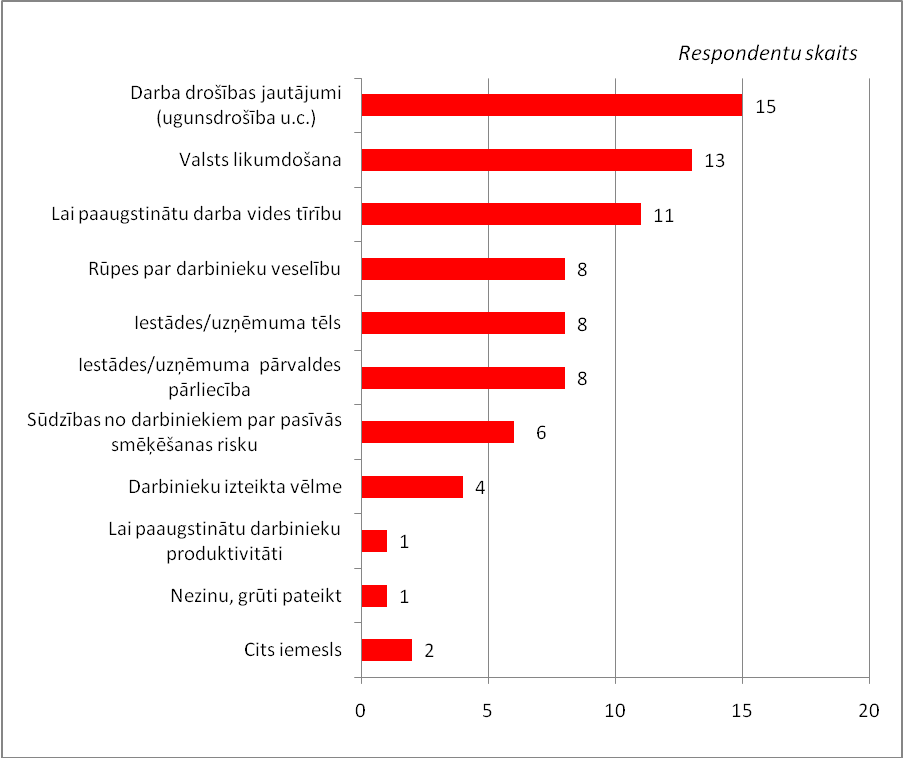 Respondentu skaits
Darba drošības jautājumi
(ugunsdrošība u.c.)
15
Valsts likumdošana
13
Lai paaugstinātu darba vides tīrību
11
Rūpes par darbinieku veselību
8
Iestādes/uzņēmuma tēls
8
Iestādes/uzņēmuma pārvaldes
pārliecība
8
Sūdzības no darbiniekiem par pasīvās
smēķēšanas risku
6
Darbinieku izteikta vēlme
4
Lai paaugstinātu darbinieku
produktivitāti
1
Nezinu, grūti pateikt
1
Cits iemesls
2
0 5 10 15 20